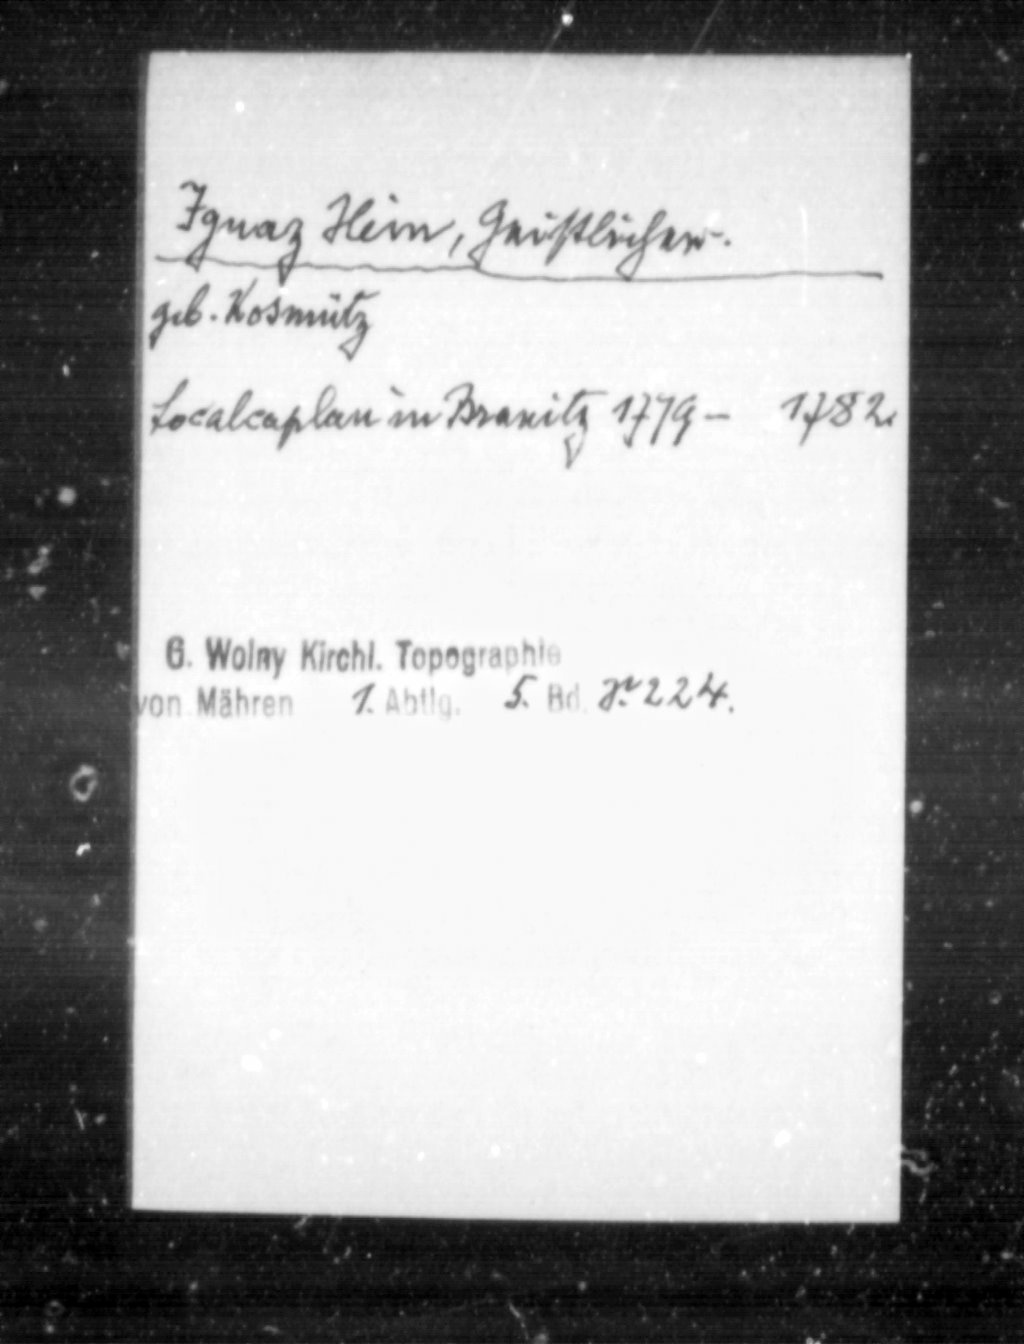 Ignaz Hein, Geistlicher.
geb. Kosmütz
Localcaplan in Branitz 1779 – 1782.
G. Wolny Kirchl. Topographie
von Mähren 1. Abtlg. 5. Bd. 224.